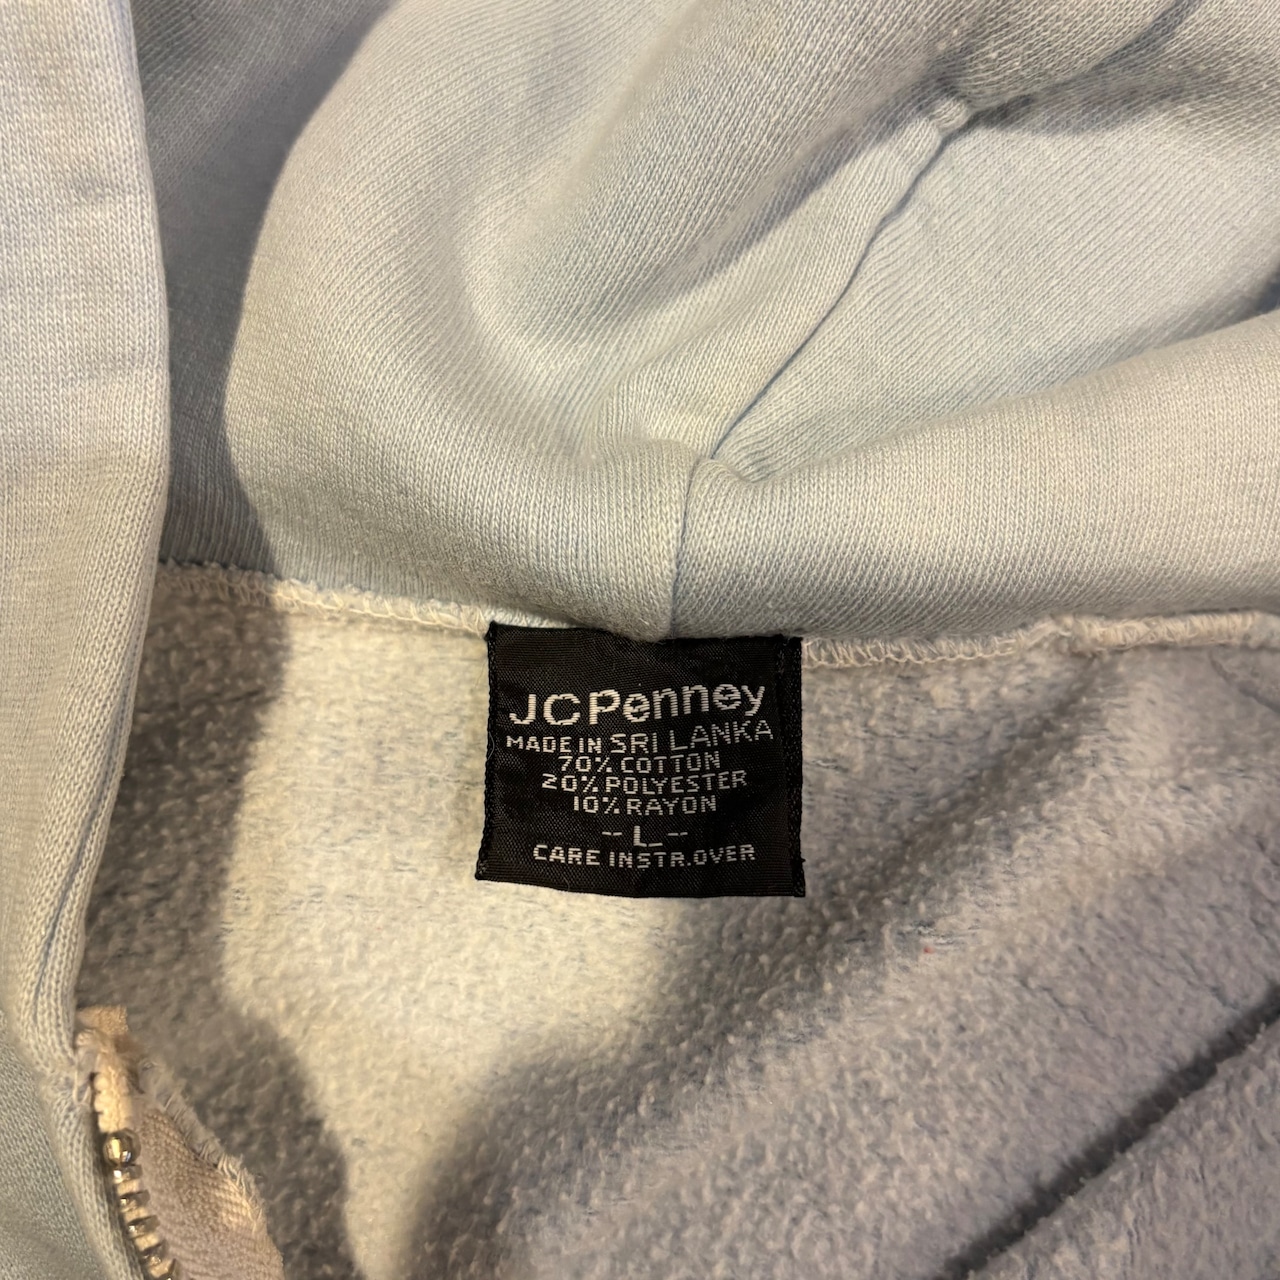 JCPenney
MADE IN SRI LANKA
70% COTTON
20% POLYESTER
10% RAYON
-- L --
CARE INSTR.OVER